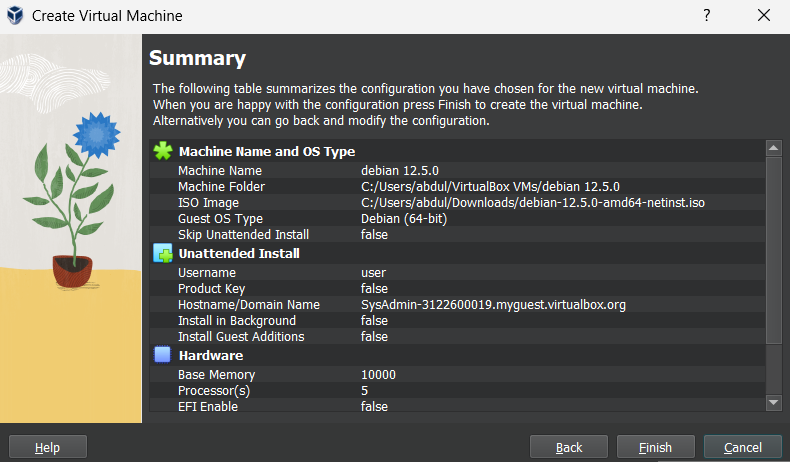 Create Virtual Machine ?
Summary
The following table summarizes the configuration you have chosen for the new virtual machine.
When you are happy with the configuration press Finish to create the virtual machine.
Alternatively you can go back and modify the configuration.
Machine Name and OS Type
Machine Name debian 12.5.0
Machine Folder C:/Users/abdul/VirtualBox VMs/debian 12.5.0
ISO Image C:/Users/abdul/Downloads/debian-12.5.0-amd64-netinst.iso
Guest OS Type Debian (64-bit)
Skip Unattended Install false
Unattended Install
Username user
Product Key false
Hostname/Domain Name SysAdmin-3122600019.myguest.virtualbox.org
Install in Background false
Install Guest Additions false
Hardware
Base Memory 10000
Processor(s) 5
EFI Enable false
Help Back Finish Cancel